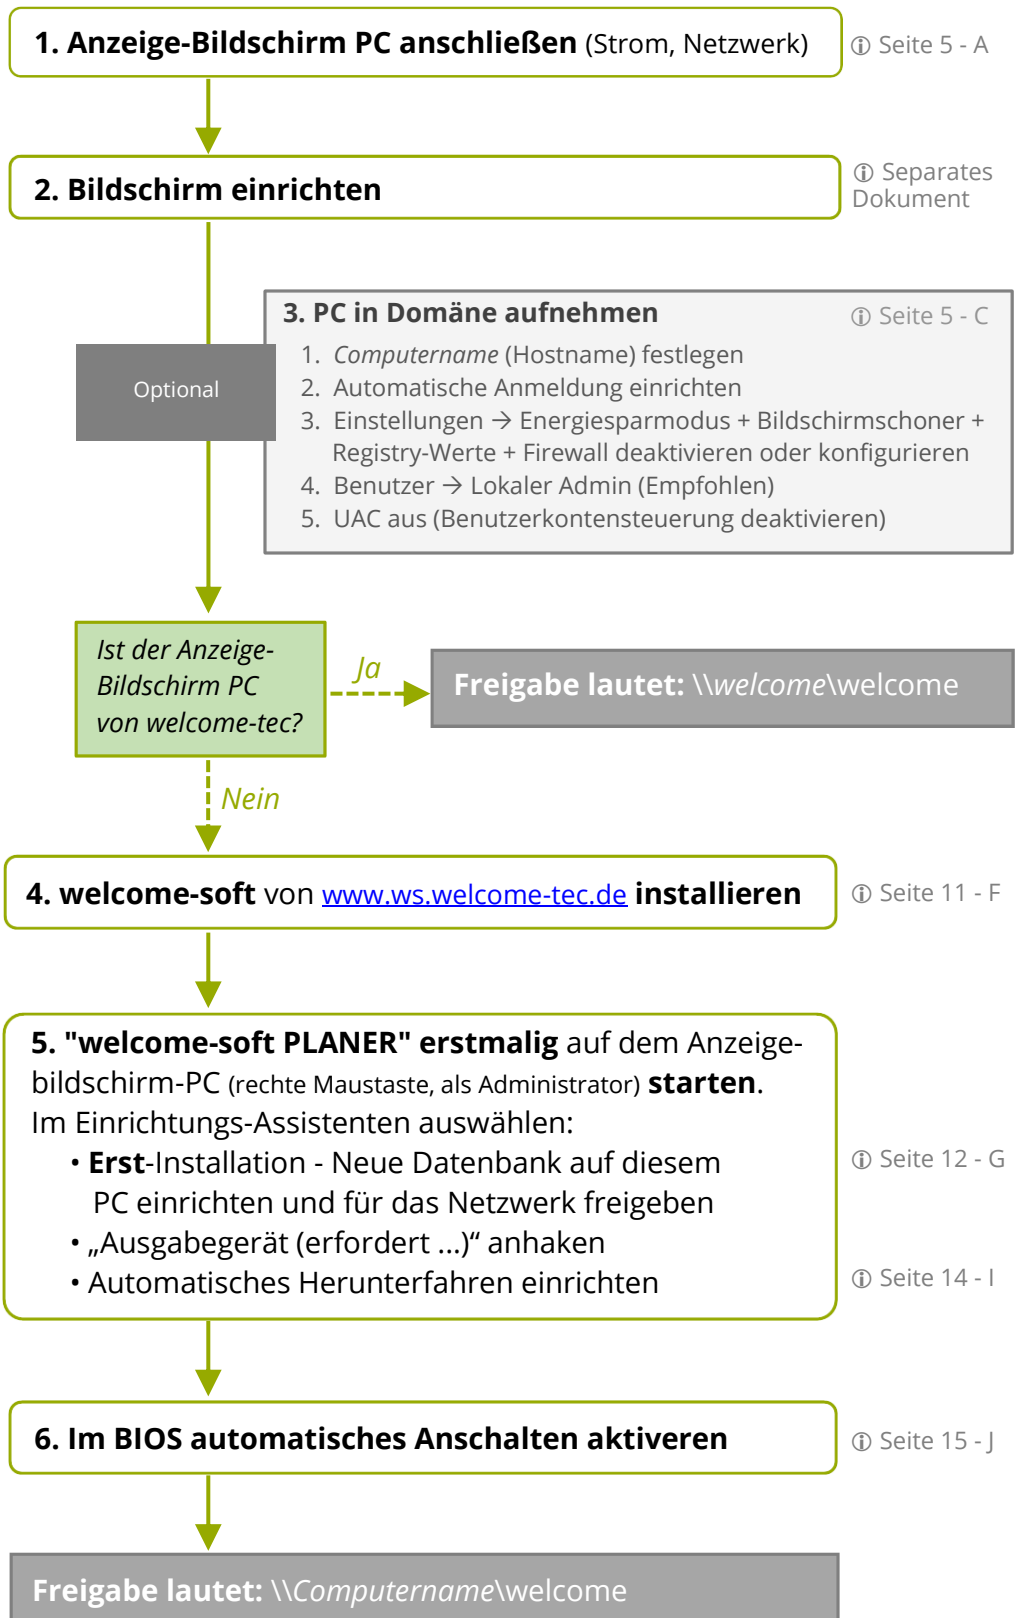 1. Anzeige-Bildschirm PC anschließen (Strom, Netzwerk)
🛈 Seite 5 - A
2. Bildschirm einrichten
🛈 Separates
Dokument
3. PC in Domäne aufnehmen
🛈 Seite 5 - C
Optional
1. Computername (Hostname) festlegen
2. Automatische Anmeldung einrichten
3. Einstellungen → Energiesparmodus + Bildschirmschoner +
Registry-Werte + Firewall deaktivieren oder konfigurieren
4. Benutzer → Lokaler Admin (Empfohlen)
5. UAC aus (Benutzerkontensteuerung deaktivieren)
Ist der Anzeige-
Bildschirm PC
von welcome-tec?
Ja
Freigabe lautet: \\welcome\welcome
Nein
4. welcome-soft von www.ws.welcome-tec.de installieren
🛈 Seite 11 - F
5. "welcome-soft PLANER" erstmalig auf dem Anzeige-
bildschirm-PC (rechte Maustaste, als Administrator) starten.
Im Einrichtungs-Assistenten auswählen:
• Erst-Installation - Neue Datenbank auf diesem
PC einrichten und für das Netzwerk freigeben
🛈 Seite 12 - G
• „Ausgabegerät (erfordert ...)“ anhaken
• Automatisches Herunterfahren einrichten
🛈 Seite 14 - I
6. Im BIOS automatisches Anschalten aktiveren
🛈 Seite 15 - J
Freigabe lautet: \\Computername\welcome